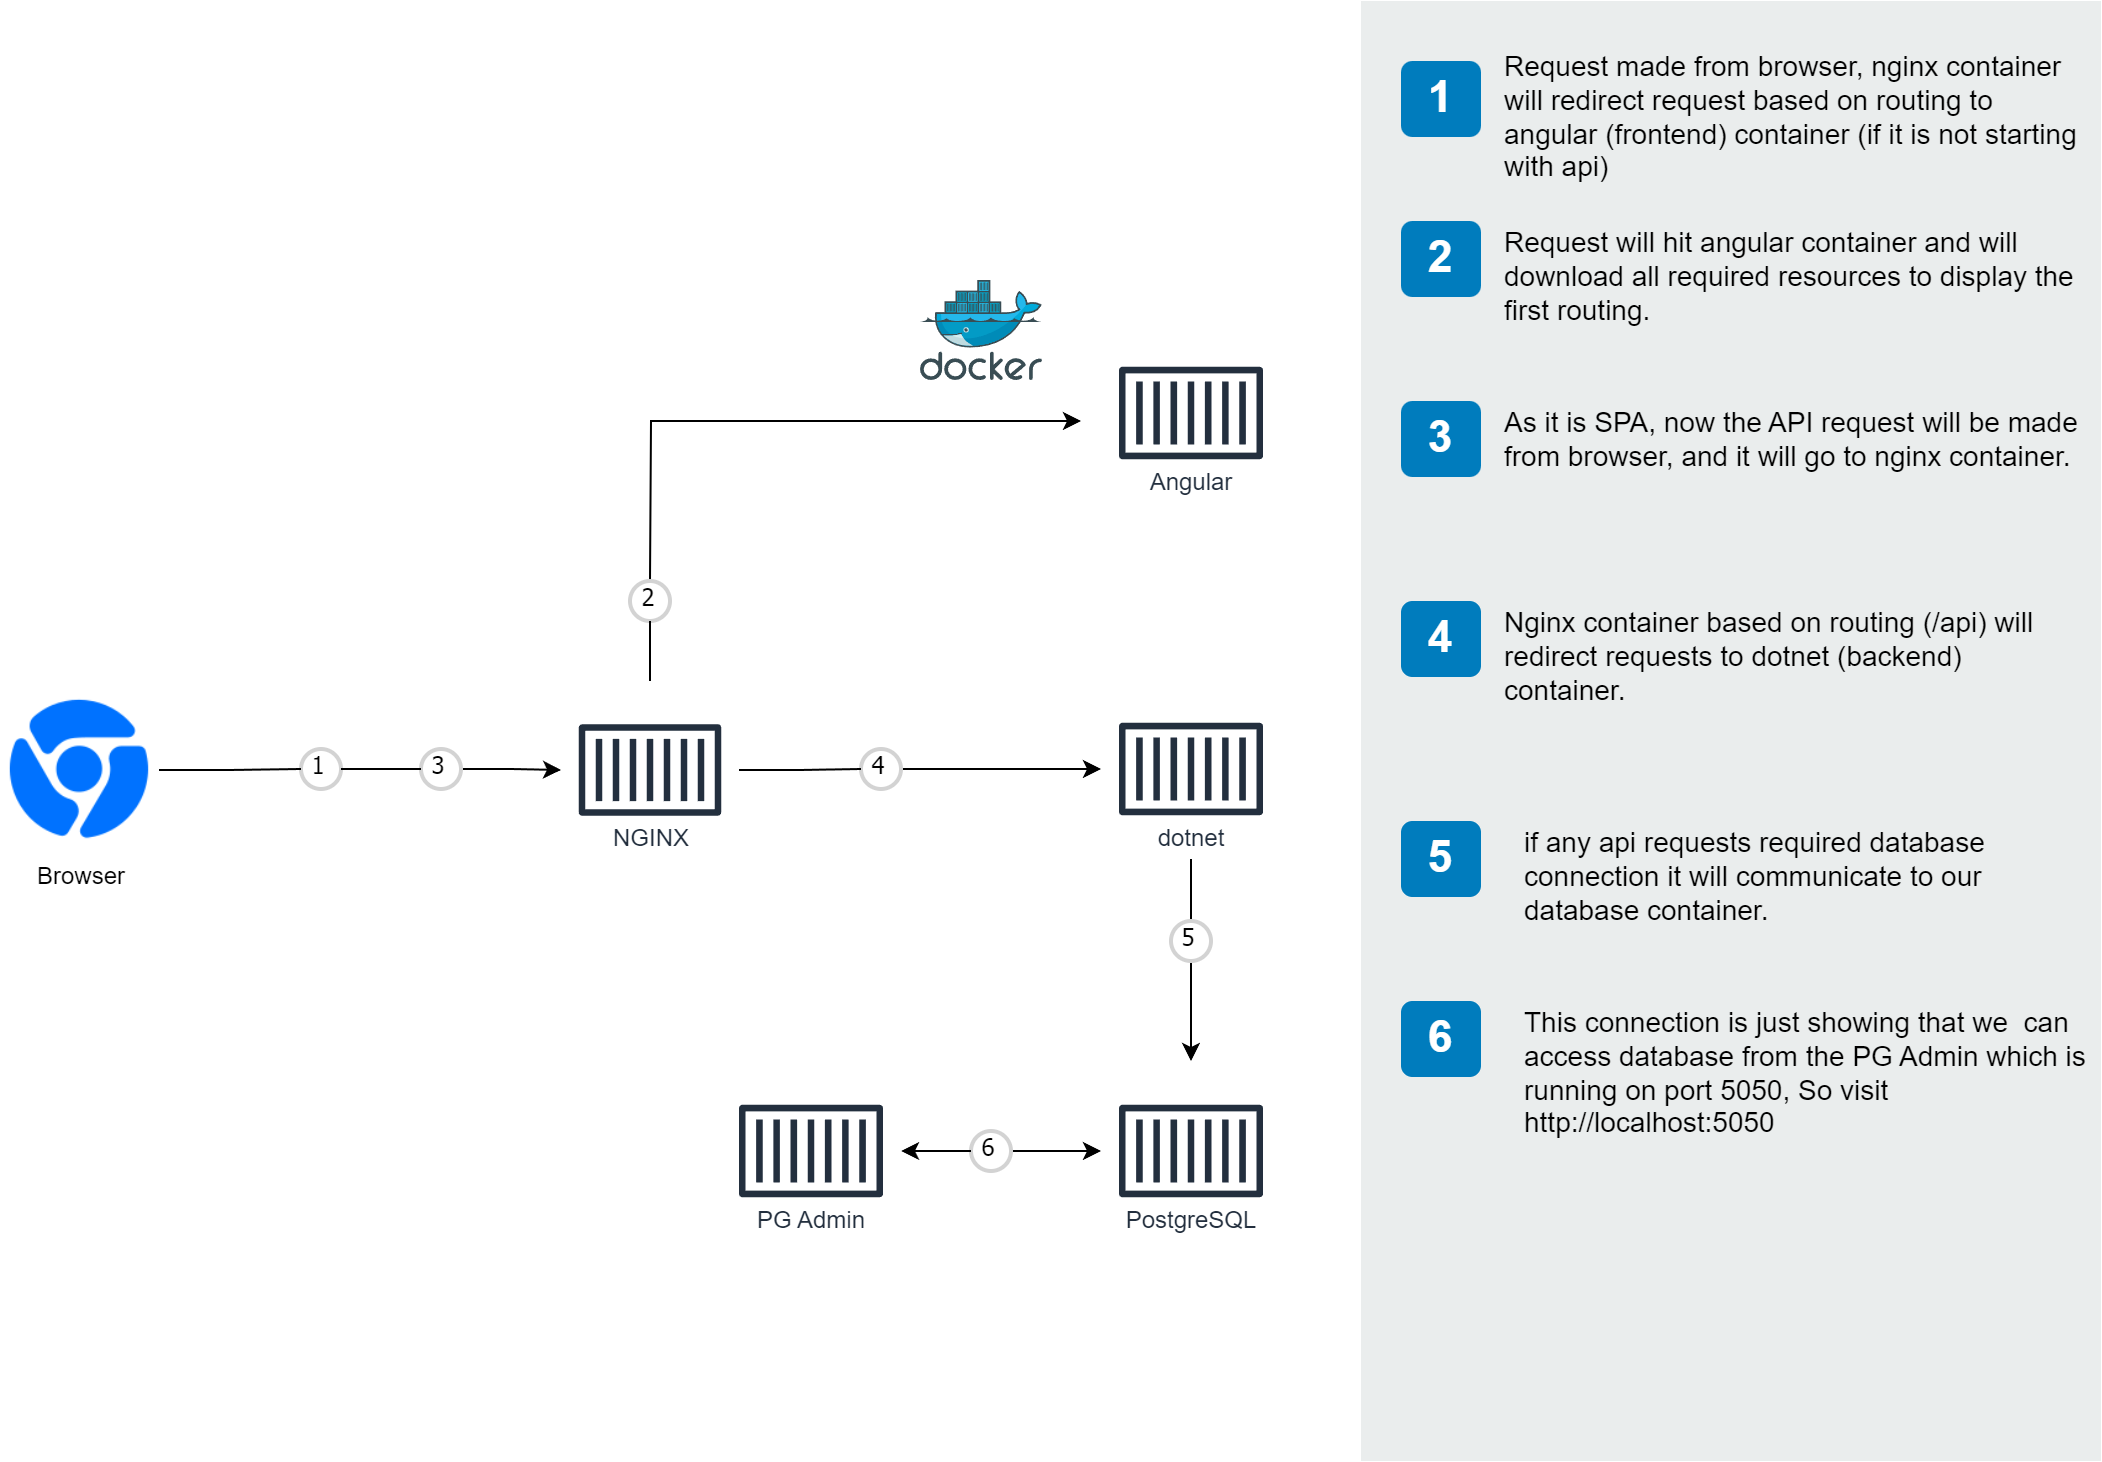 docker
Angular
2
1
3
4
Browser
NGINX
dotnet
5
6
PG Admin
PostgreSQL
1
Request made from browser, nginx container
will redirect request based on routing to
angular (frontend) container (if it is not starting
with api)
2
Request will hit angular container and will
download all required resources to display the
first routing.
3
As it is SPA, now the API request will be made
from browser, and it will go to nginx container.
4
Nginx container based on routing (/api) will
redirect requests to dotnet (backend)
container.
5
if any api requests required database
connection it will communicate to our
database container.
6
This connection is just showing that we  can
access database from the PG Admin which is
running on port 5050, So visit
http://localhost:5050